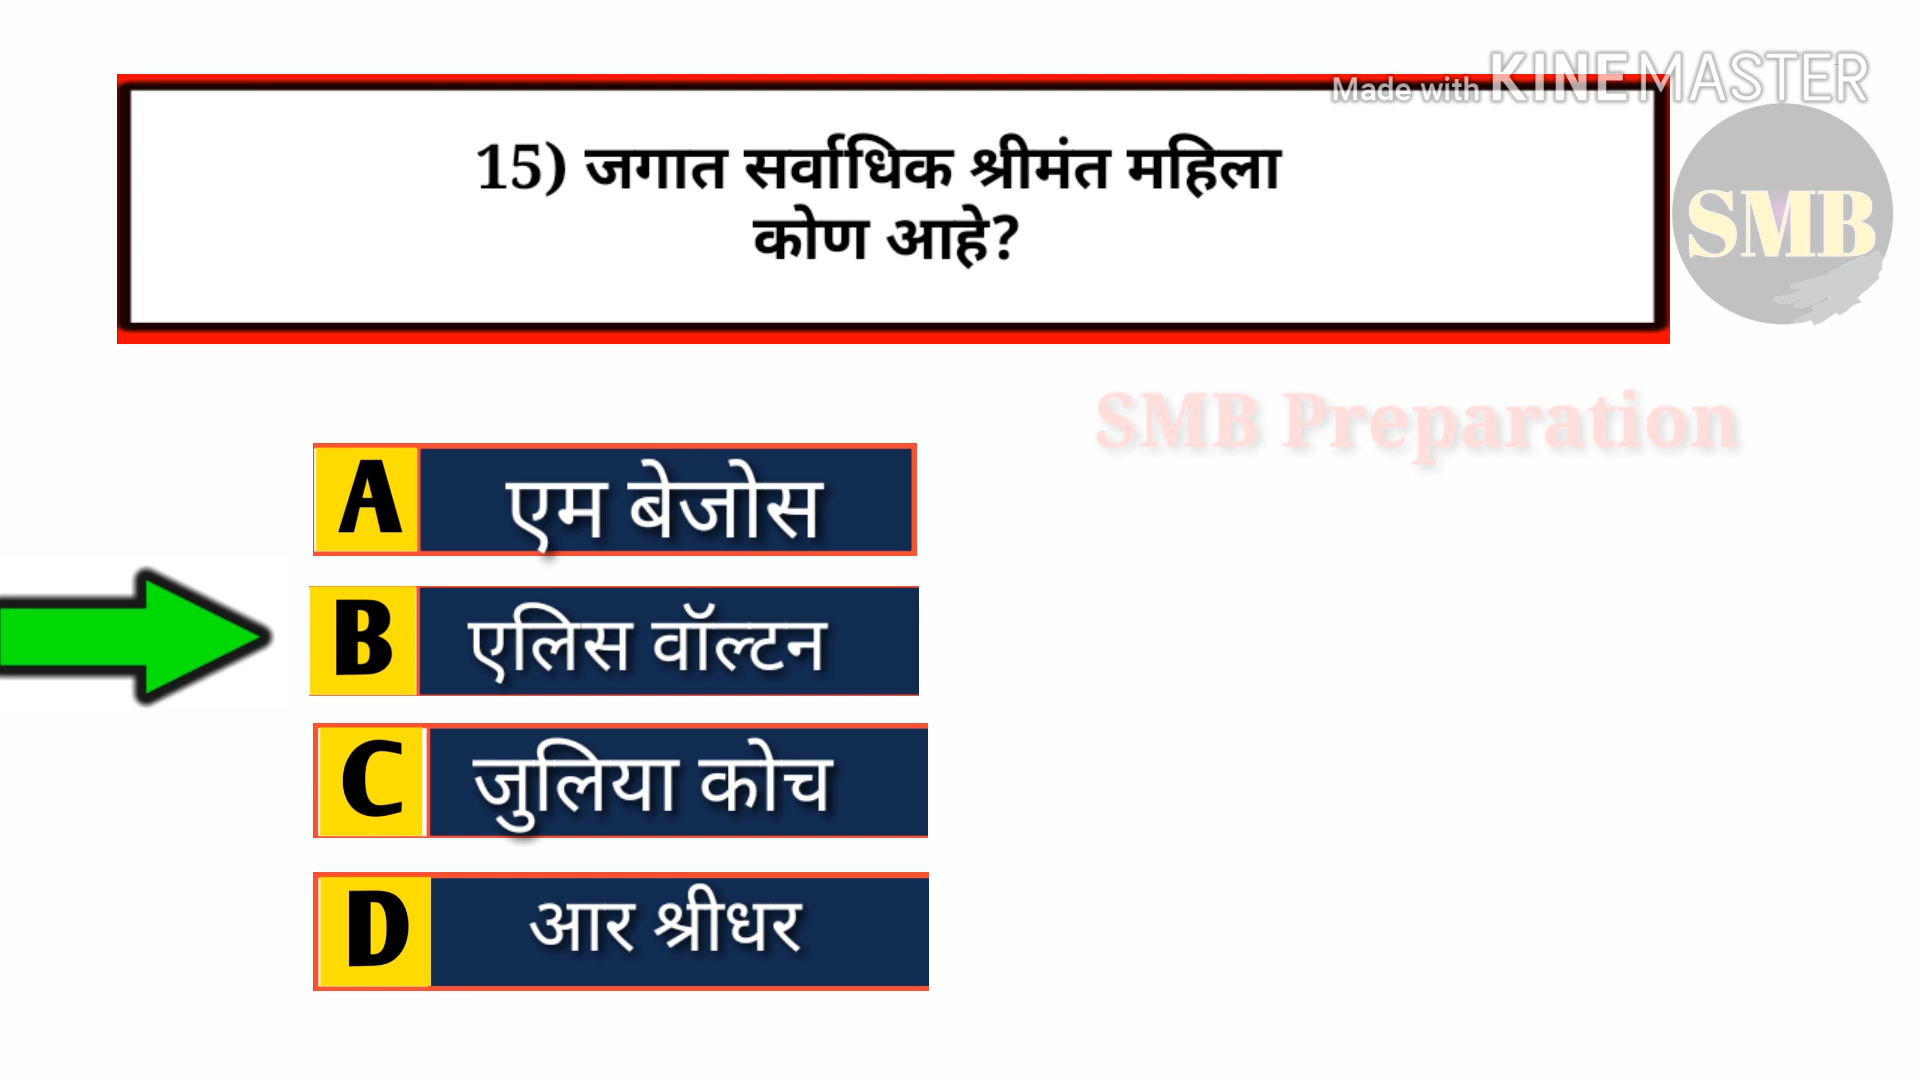 Made with KINEMASTER
15) जगात सर्वाधिक श्रीमंत महिला
कोण आहे?
SMB
SMB Preparation
A एम बेजोस
B एलिस वॉल्टन
C जुलिया कोच
D आर श्रीधर